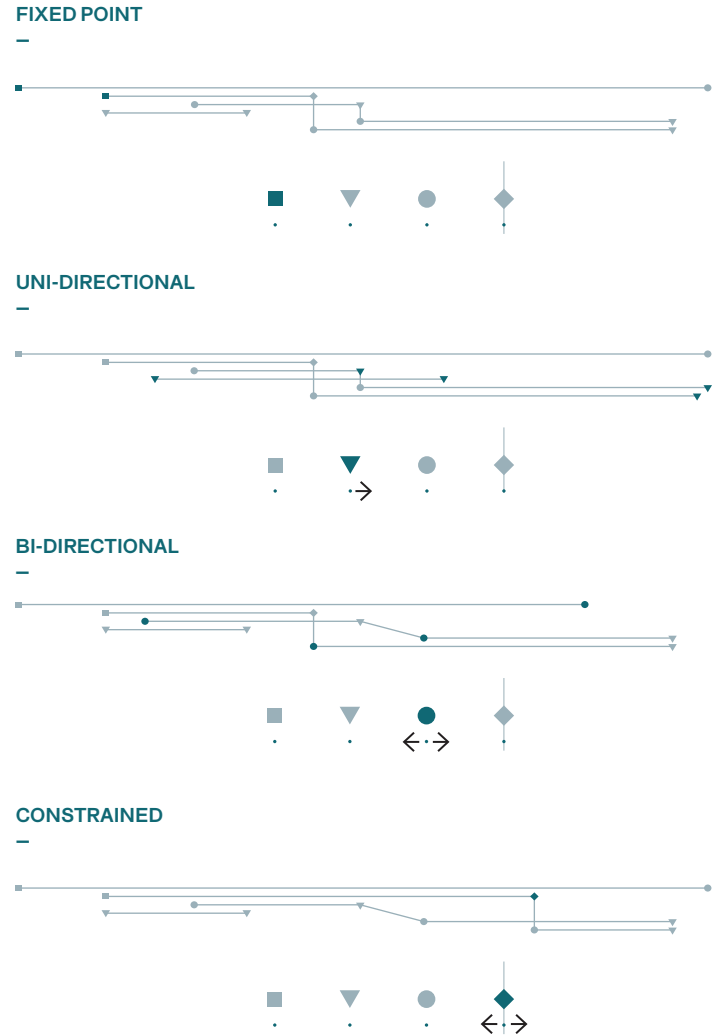 FIXED POINT
–
UNI-DIRECTIONAL
–
BI-DIRECTIONAL
–
CONSTRAINED
–